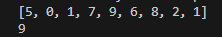 [5, 0, 1, 7, 9, 6, 8, 2, 1]
9